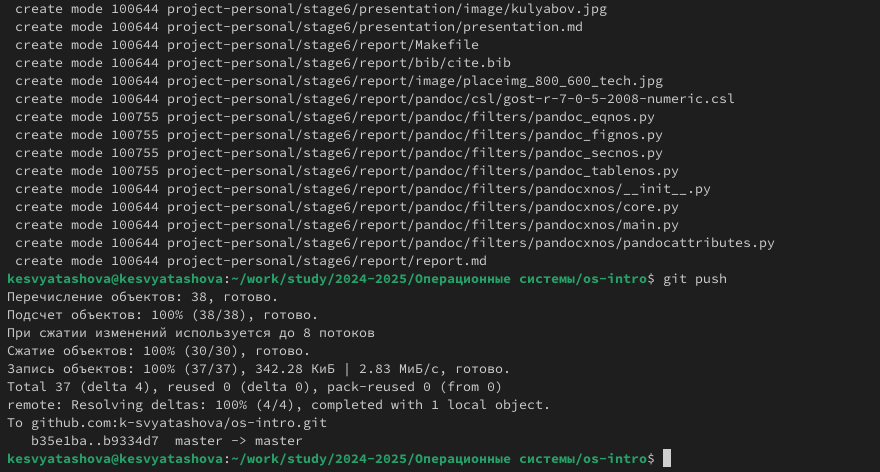 create mode 100644 project-personal/stage6/presentation/image/kulyabov.jpg
create mode 100644 project-personal/stage6/presentation/presentation.md
create mode 100644 project-personal/stage6/report/Makefile
create mode 100644 project-personal/stage6/report/bib/cite.bib
create mode 100644 project-personal/stage6/report/image/placeimg_800_600_tech.jpg
create mode 100644 project-personal/stage6/report/pandoc/csl/gost-r-7-0-5-2008-numeric.csl
create mode 100755 project-personal/stage6/report/pandoc/filters/pandoc_eqnos.py
create mode 100755 project-personal/stage6/report/pandoc/filters/pandoc_fignos.py
create mode 100755 project-personal/stage6/report/pandoc/filters/pandoc_secnos.py
create mode 100755 project-personal/stage6/report/pandoc/filters/pandoc_tablenos.py
create mode 100644 project-personal/stage6/report/pandoc/filters/pandocxnos/__init__.py
create mode 100644 project-personal/stage6/report/pandoc/filters/pandocxnos/core.py
create mode 100644 project-personal/stage6/report/pandoc/filters/pandocxnos/main.py
create mode 100644 project-personal/stage6/report/pandoc/filters/pandocxnos/pandocattributes.py
create mode 100644 project-personal/stage6/report/report.md
kesvyatashova@kesvyatashova:~/work/study/2024-2025/Операционные системы/os-intro$ git push
Перечисление объектов: 38, готово.
Подсчет объектов: 100% (38/38), готово.
При сжатии изменений используется до 8 потоков
Сжатие объектов: 100% (30/30), готово.
Запись объектов: 100% (37/37), 342.28 КиБ | 2.83 МиБ/с, готово.
Total 37 (delta 4), reused 0 (delta 0), pack-reused 0 (from 0)
remote: Resolving deltas: 100% (4/4), completed with 1 local object.
To github.com:k-svyatashova/os-intro.git
   b35e1ba..b9334d7  master -> master
kesvyatashova@kesvyatashova:~/work/study/2024-2025/Операционные системы/os-intro$